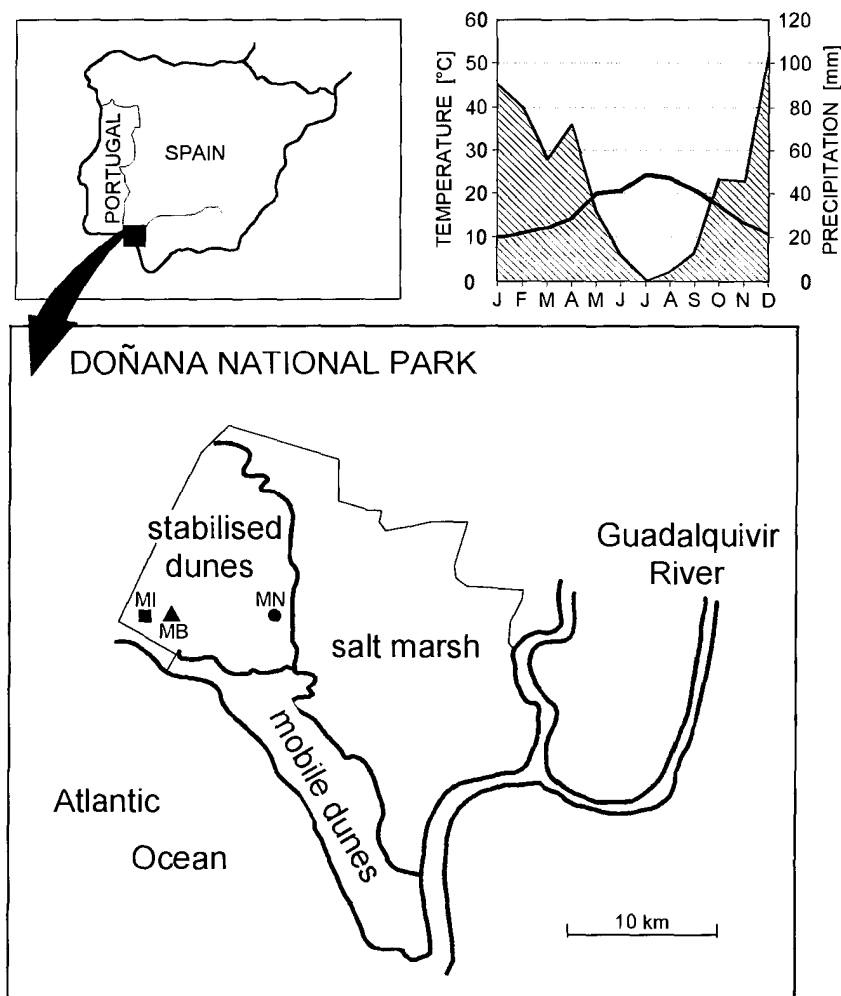 PORTUGAL
SPAIN
TEMPERATURE [°C]
60
50
40
30
20
10
0
PRECIPITATION [mm]
120
100
80
60
40
20
0
J F M A M J J A S O N D
DOÑANA NATIONAL PARK
stabilised
dunes
MI
MB
MN
salt marsh
Guadalquivir
River
mobile dunes
Atlantic
Ocean
10 km